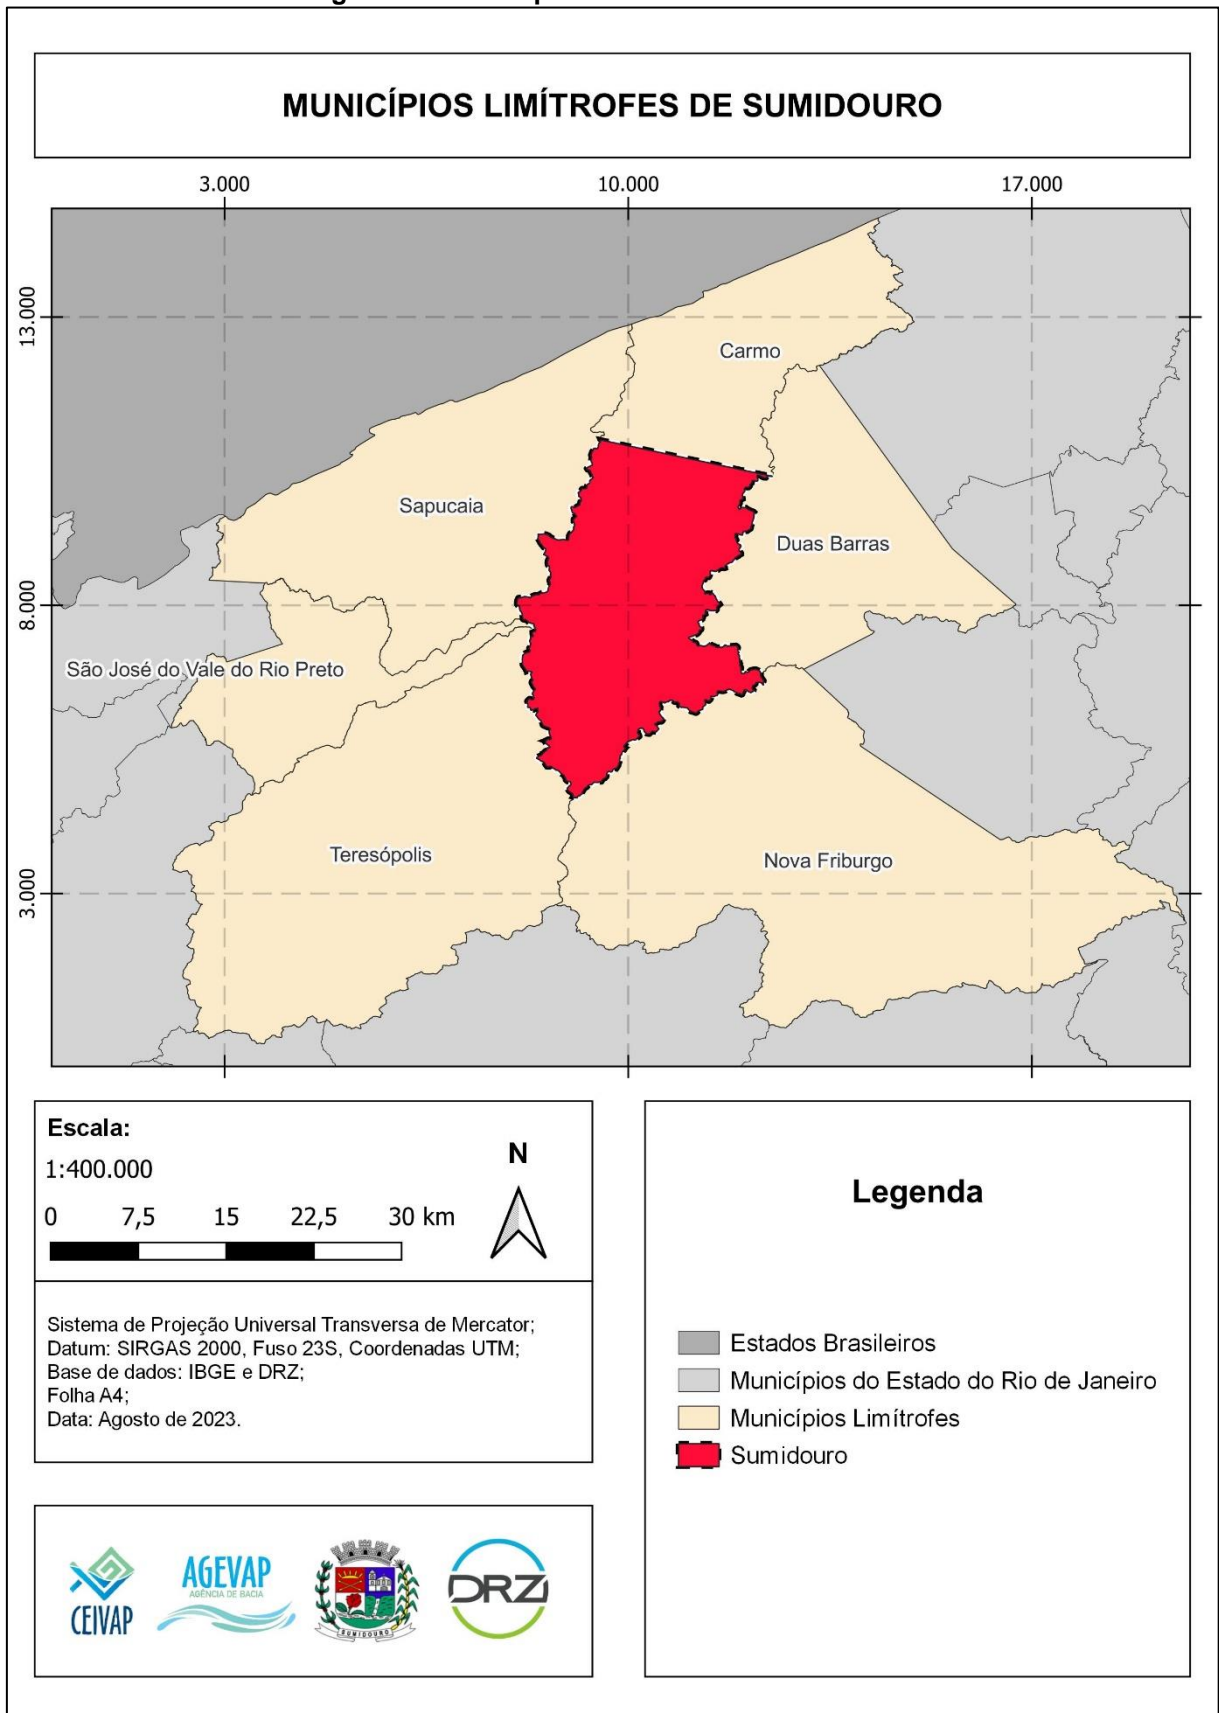 MUNICÍPIOS LIMÍTROFES DE SUMIDOURO
3.000
10.000
17.000
13.000
8.000
3.000
Carmo
Sapucaia
Duas Barras
São José do Vale do Rio Preto
Teresópolis
Nova Friburgo
Escala:
1:400.000
0 7,5 15 22,5 30 km
N
Sistema de Projeção Universal Transversa de Mercator;
Datum: SIRGAS 2000, Fuso 23S, Coordenadas UTM;
Base de dados: IBGE e DRZ;
Folha A4;
Data: Agosto de 2023.
Legenda
Estados Brasileiros
Municípios do Estado do Rio de Janeiro
Municípios Limítrofes
Sumidouro
CEIVAP
AGEVAP
AGÊNCIA DE BACIA
SUMIDOURO
DRZ